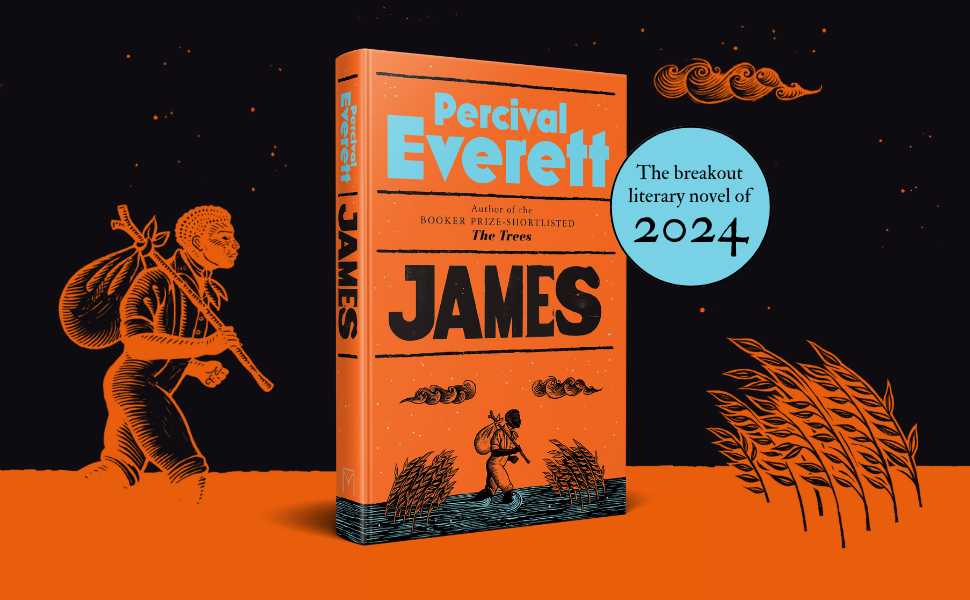 Percival
Everett
JAMES
Percival
Everett
Author of the
BOOKER PRIZE-SHORTLISTED
The Trees
JAMES
The breakout
literary novel of
2024